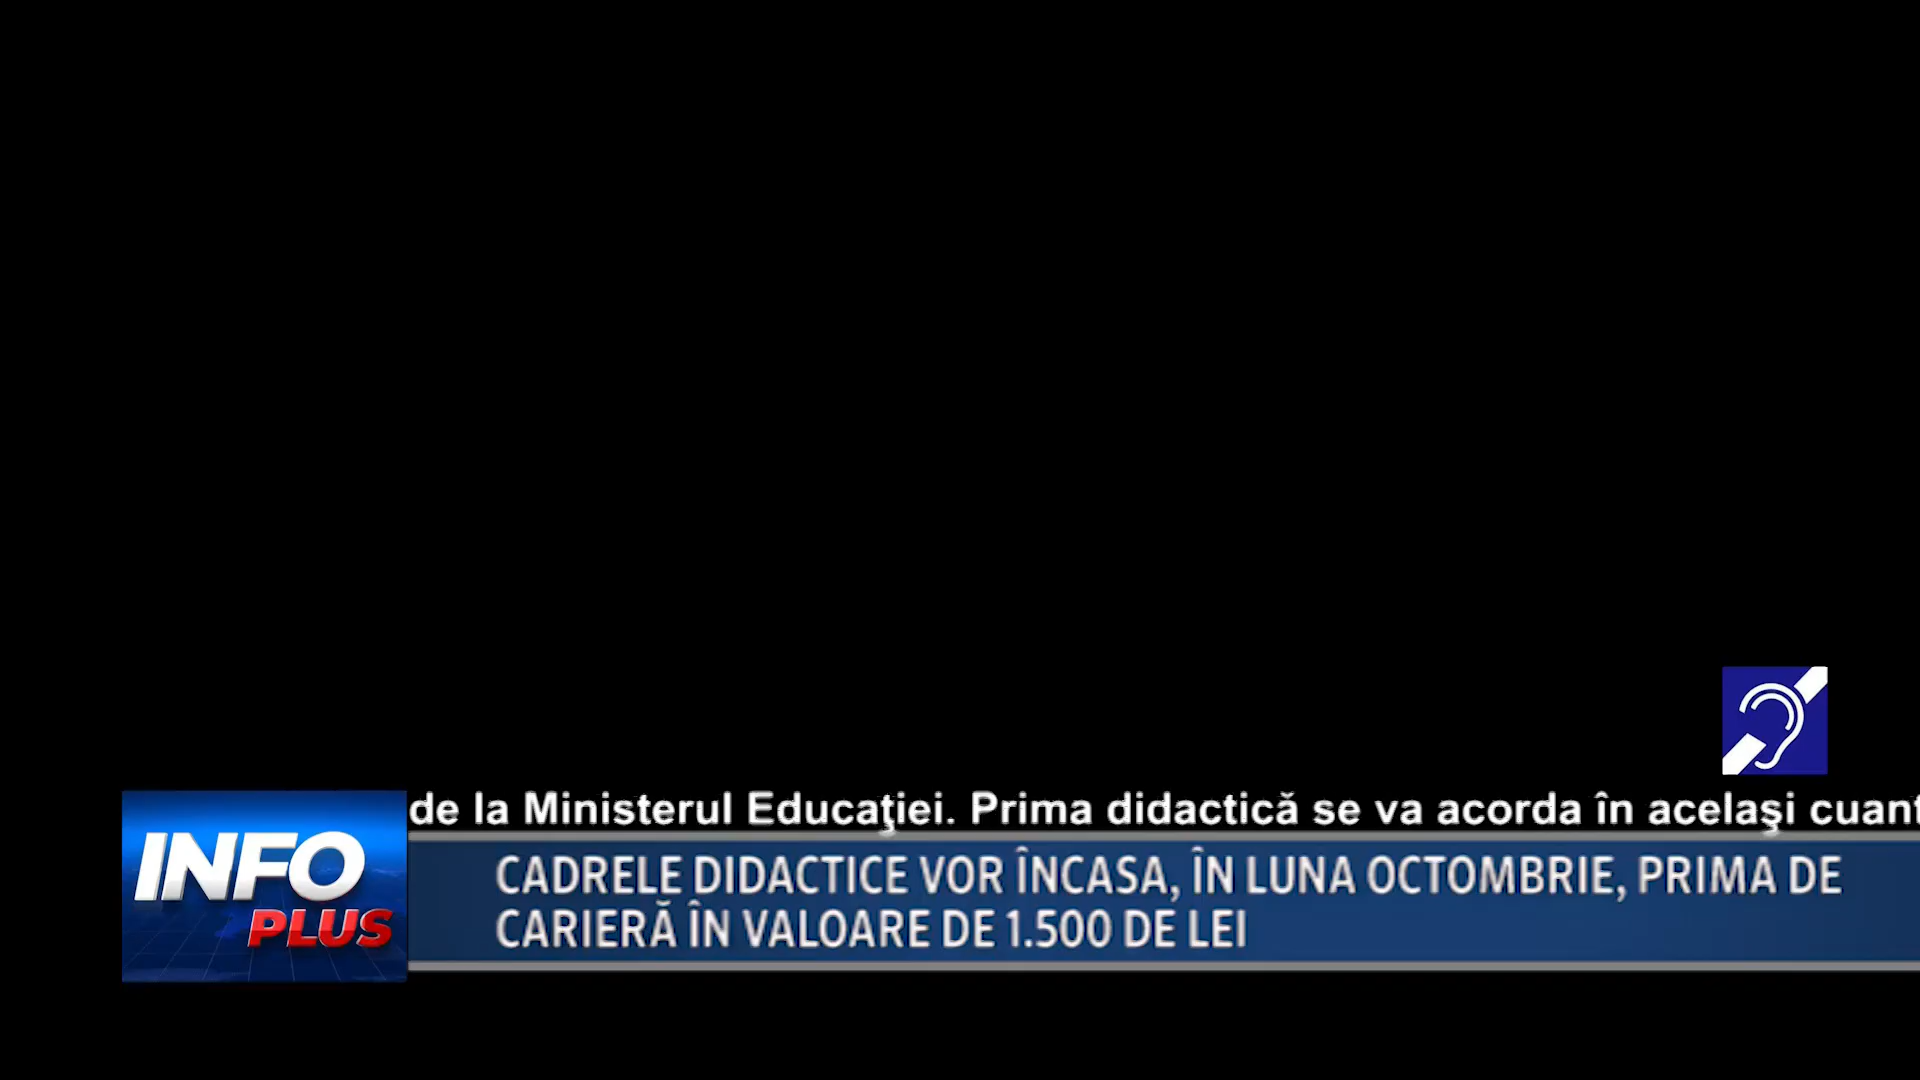 de la Ministerul Educaţiei. Prima didactică se va acorda în acelaşi cuant
INFO
PLUS
CADRELE DIDACTICE VOR ÎNCASA, ÎN LUNA OCTOMBRIE, PRIMA DE
CARIERĂ ÎN VALOARE DE 1.500 DE LEI